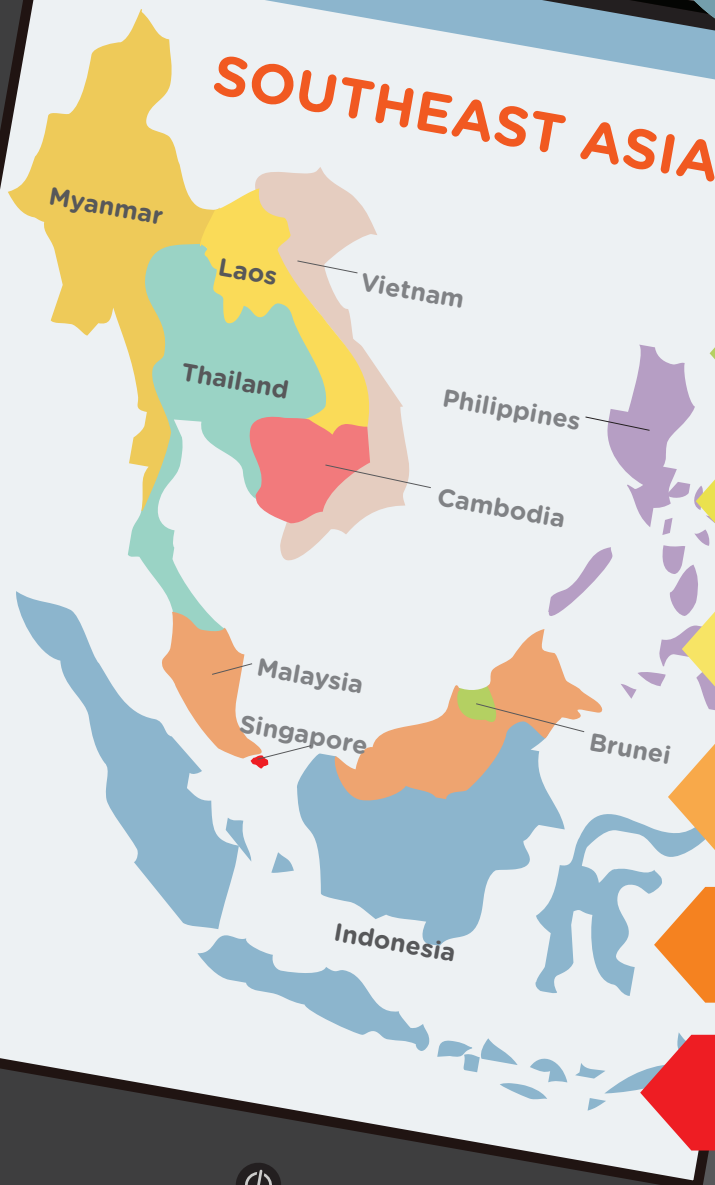 SOUTHEAST ASIA
Myanmar
Laos
Vietnam
Thailand
Philippines
Cambodia
Malaysia
Singapore
Brunei
Indonesia